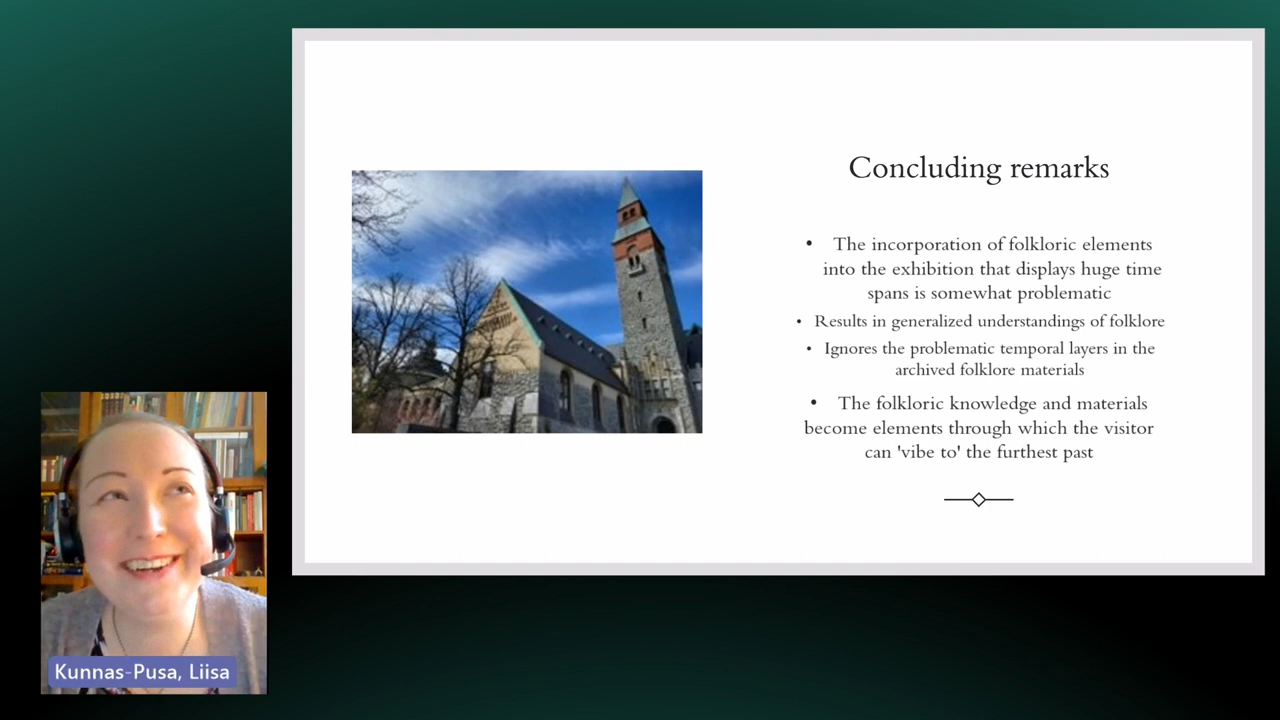 Concluding remarks
• The incorporation of folkloric elements
into the exhibition that displays huge time
spans is somewhat problematic
• Results in generalized understandings of folklore
• Ignores the problematic temporal layers in the
archived folklore materials
• The folkloric knowledge and materials
become elements through which the visitor
can 'vibe to' the furthest past
Kunnas-Pusa, Liisa